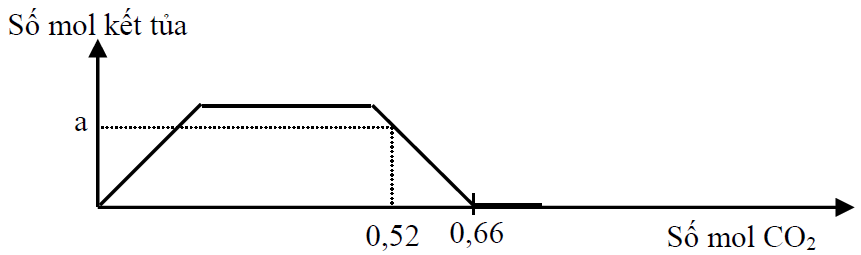 Số mol kết tủa
a
0,52
0,66
Số mol CO₂